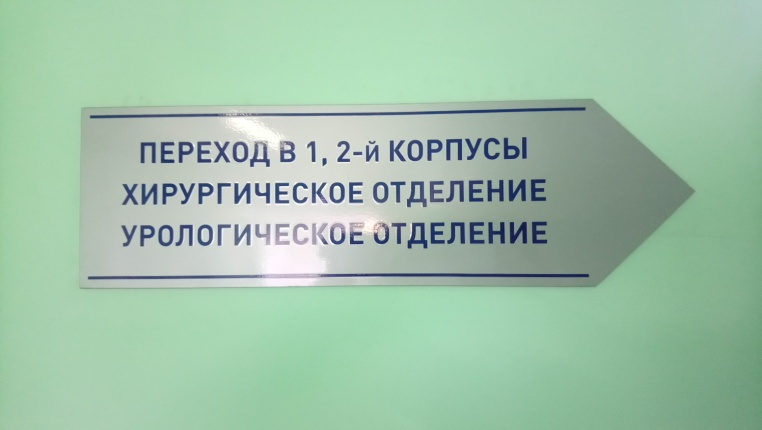 ПЕРЕХОД В 1, 2-й КОРПУСЫ
ХИРУРГИЧЕСКОЕ ОТДЕЛЕНИЕ
УРОЛОГИЧЕСКОЕ ОТДЕЛЕНИЕ